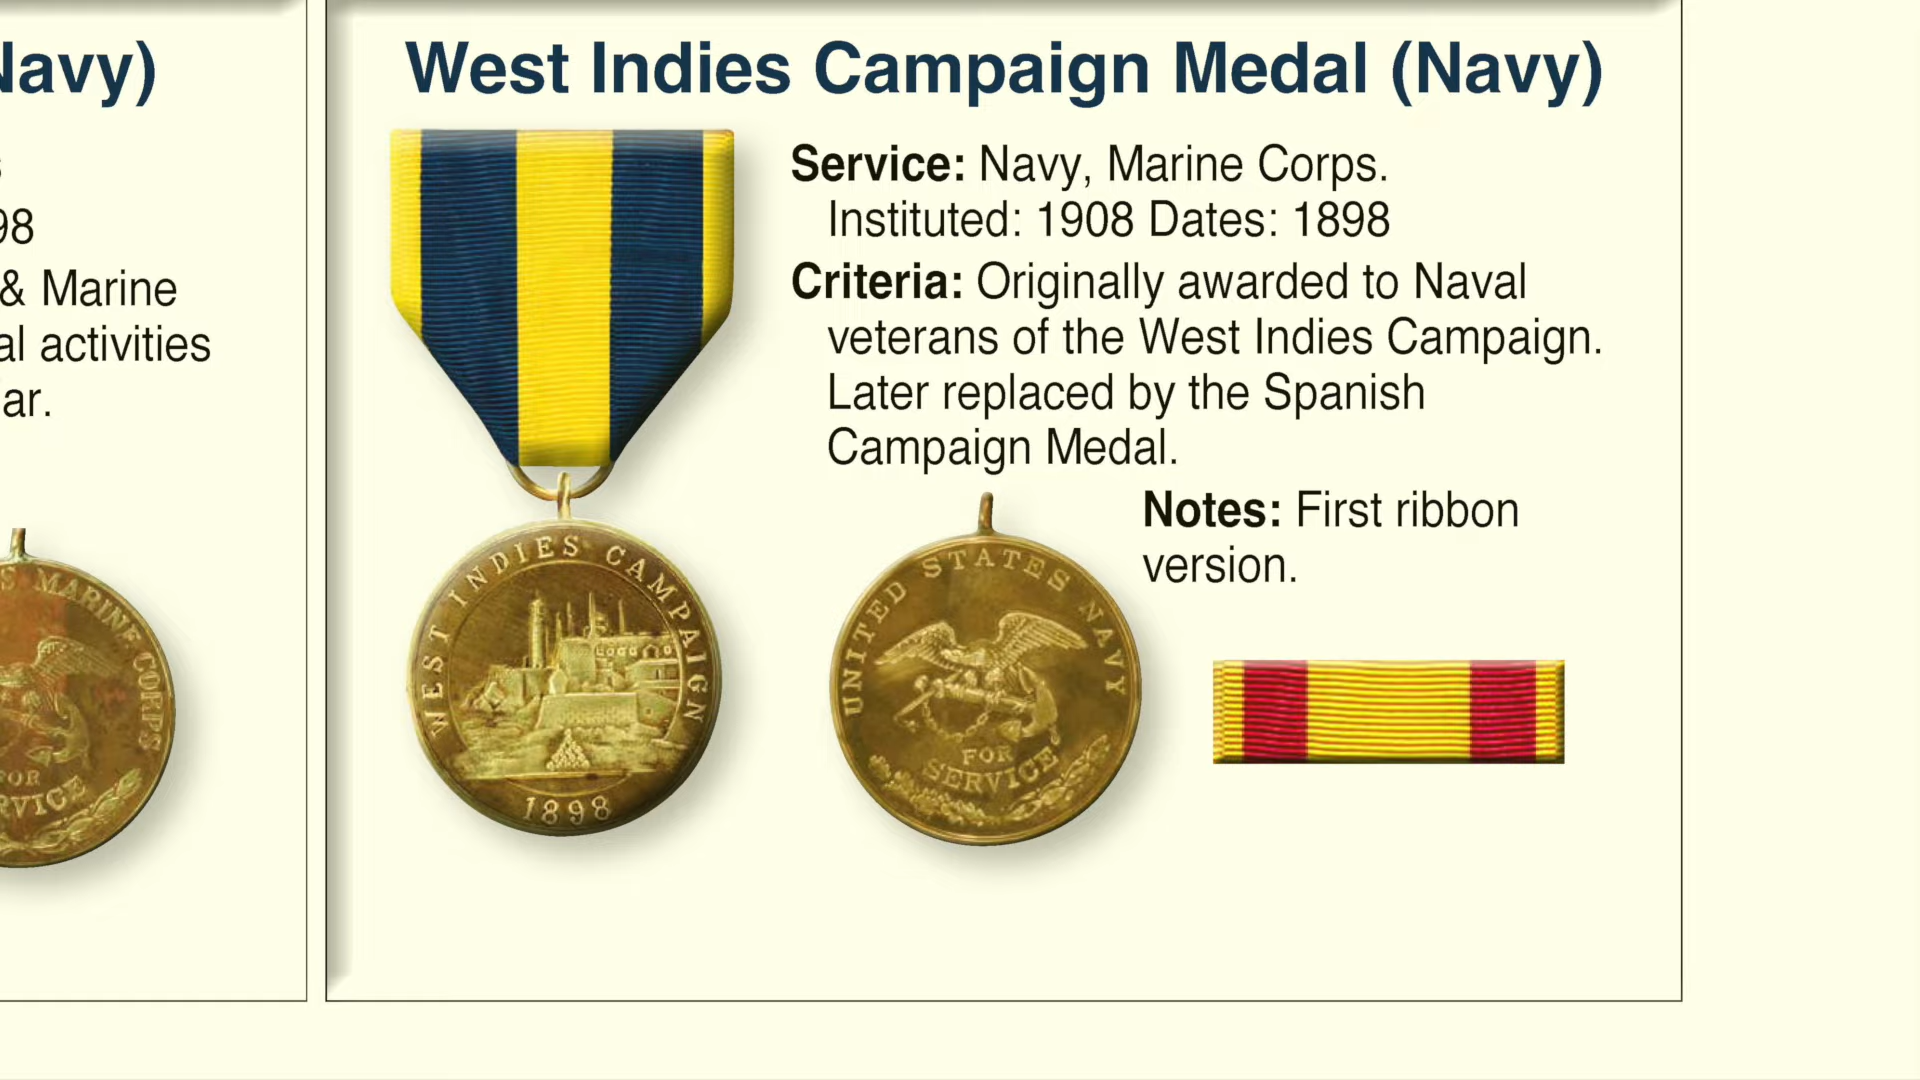 Navy)
98
& Marine
al activities
ar.
S MARINE CORPS
FOR
SERVICE
West Indies Campaign Medal (Navy)
Service: Navy, Marine Corps.
Instituted: 1908 Dates: 1898
Criteria: Originally awarded to Naval
veterans of the West Indies Campaign.
Later replaced by the Spanish
Campaign Medal.
Notes: First ribbon
version.
WEST INDIES CAMPAIGN
1898
UNITED STATES NAVY
FOR
SERVICE